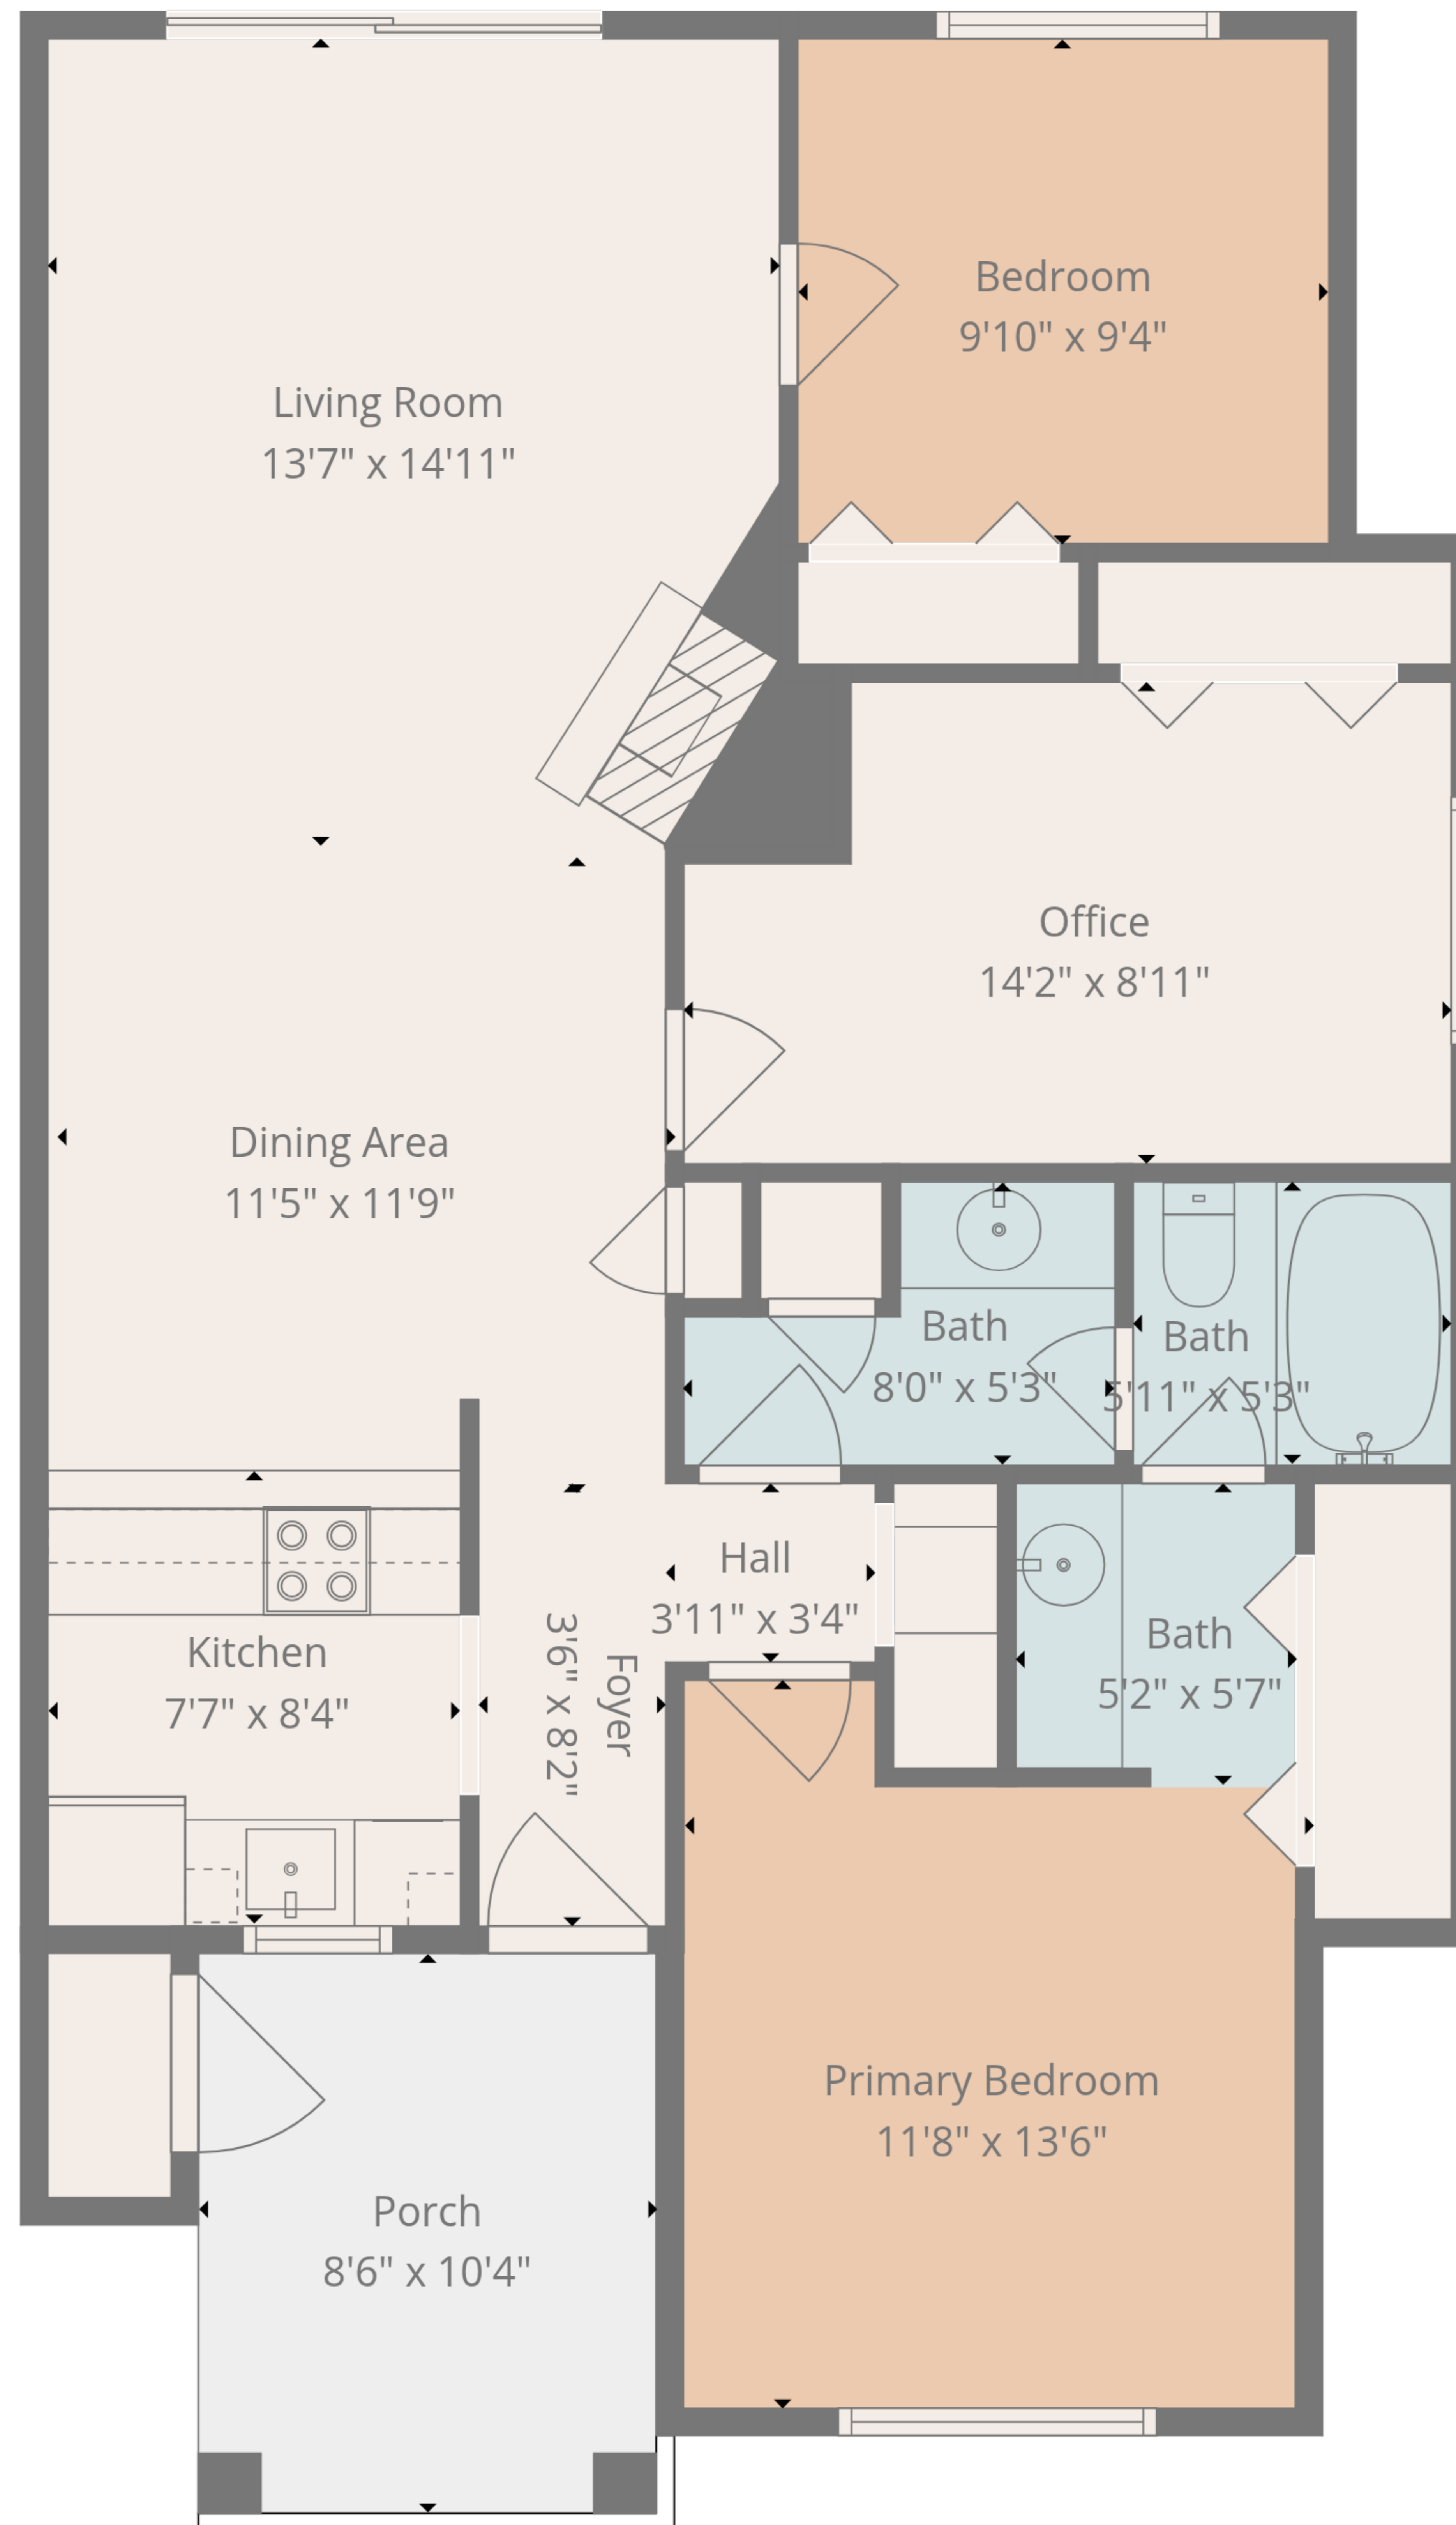 Bedroom
9'10" x 9'4"
Living Room
13'7" x 14'11"
Office
14'2" x 8'11"
Dining Area
11'5" x 11'9"
Bath
8'0" x 5'3"
Bath
5'11" x 5'3"
Hall
3'11" x 3'4"
Foyer
3'6" x 8'2"
Bath
5'2" x 5'7"
Kitchen
7'7" x 8'4"
Primary Bedroom
11'8" x 13'6"
Porch
8'6" x 10'4"